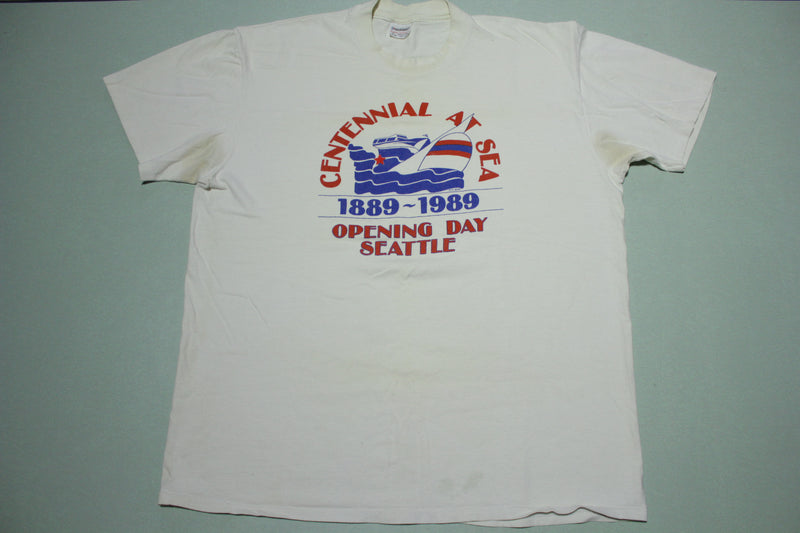 CENTENNIAL AT SEA
1889~1989
OPENING DAY
SEATTLE